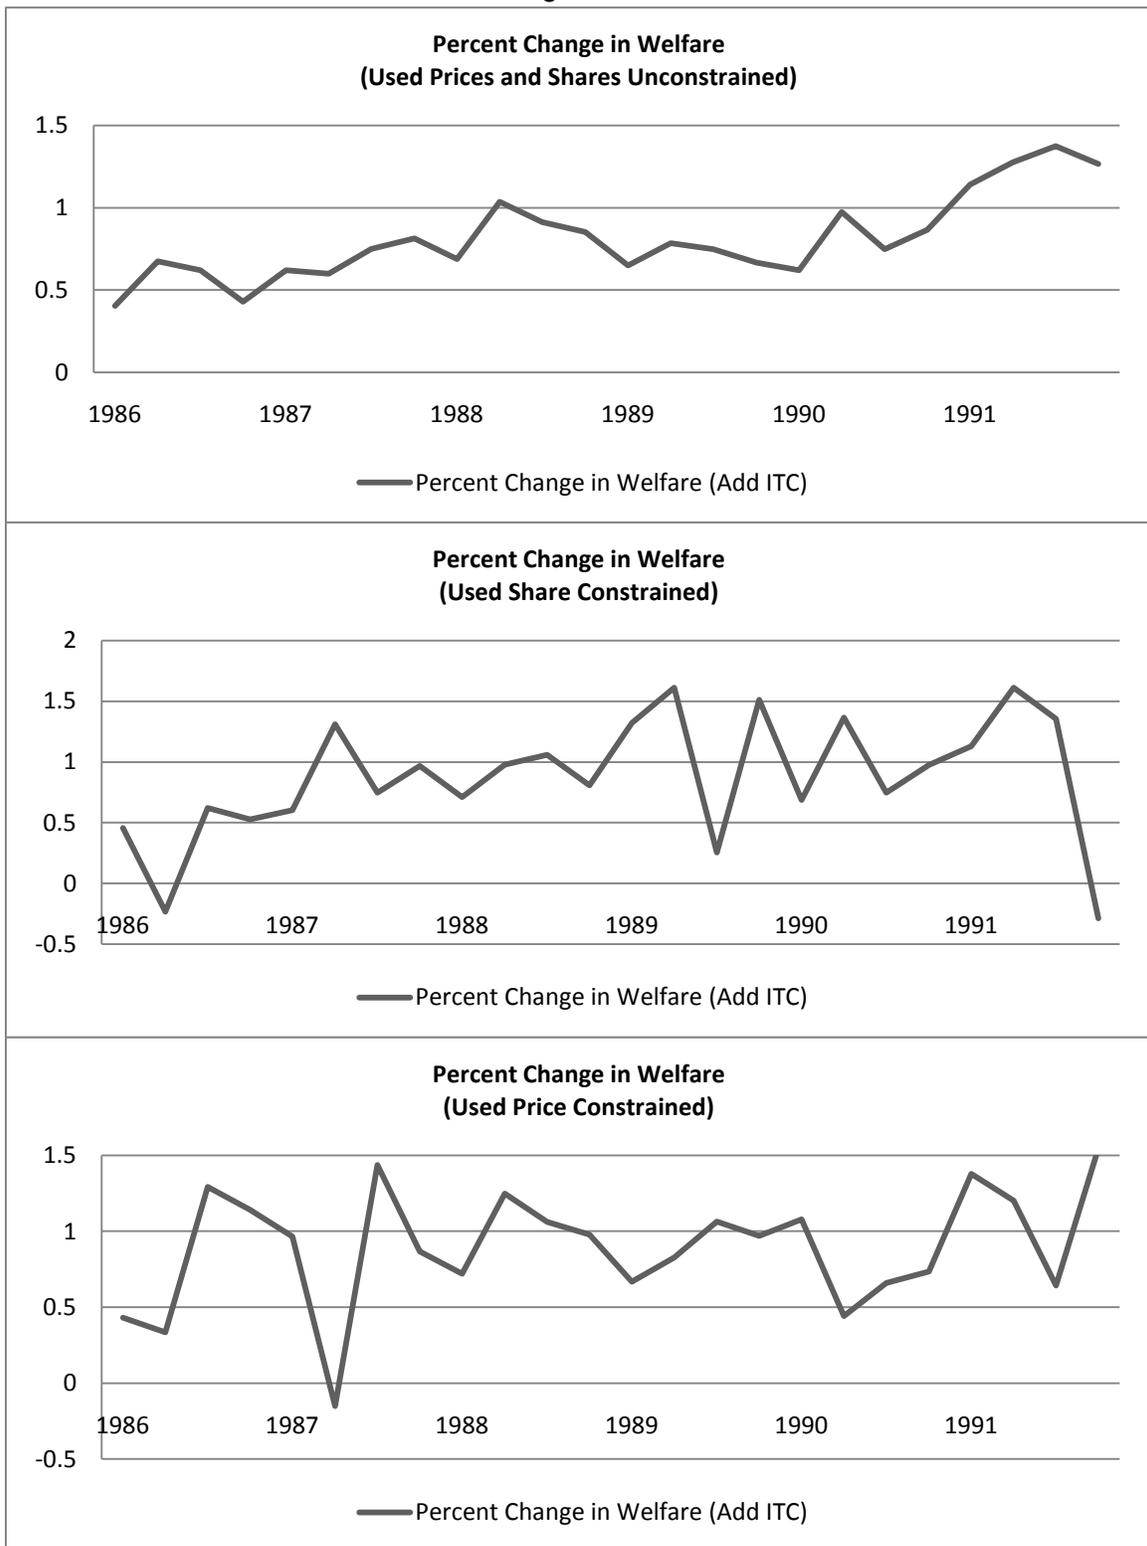 Percent Change in Welfare
(Used Prices and Shares Unconstrained)
1.5
1
0.5
0
1986 1987 1988 1989 1990 1991
Percent Change in Welfare (Add ITC)
Percent Change in Welfare
(Used Share Constrained)
2
1.5
1
0.5
0
1986 1987 1988 1989 1990 1991
-0.5
Percent Change in Welfare (Add ITC)
Percent Change in Welfare
(Used Price Constrained)
1.5
1
0.5
0
1986 1987 1988 1989 1990 1991
-0.5
Percent Change in Welfare (Add ITC)